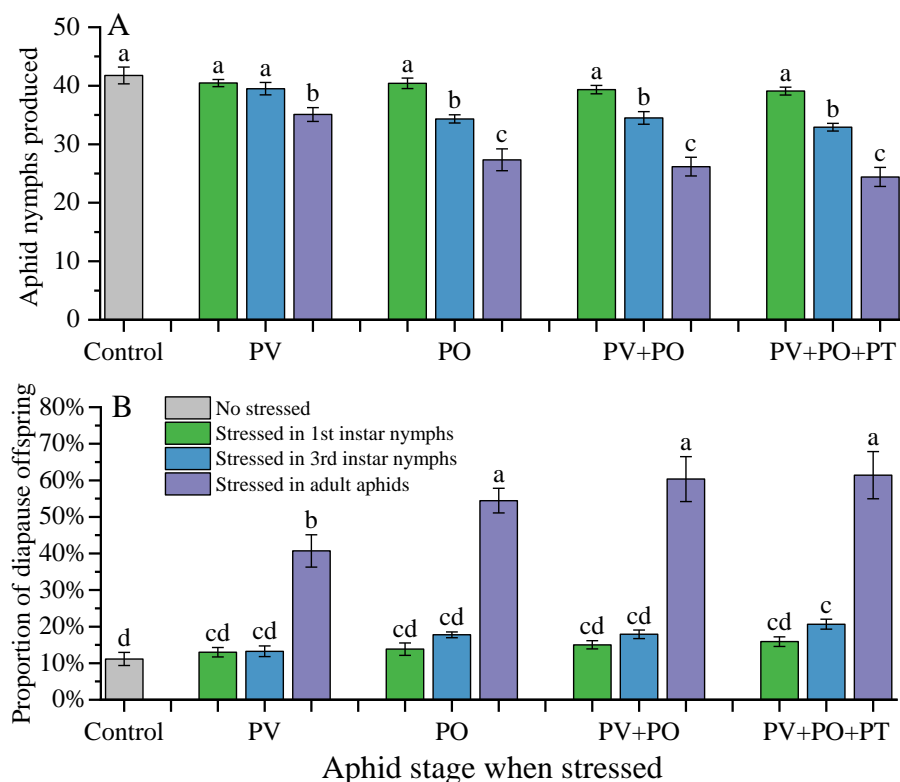 A
Aphid nymphs produced
50
40
30
20
10
0
a
a
a
b
a
b
c
a
b
c
a
b
c
Control
PV
PO
PV+PO
PV+PO+PT
B
Proportion of diapause offspring
80%
70%
60%
50%
40%
30%
20%
10%
0%
No stressed
Stressed in 1st instar nymphs
Stressed in 3rd instar nymphs
Stressed in adult aphids
d
cd
cd
b
cd
cd
a
cd
cd
a
cd
c
a
Control
PV
PO
PV+PO
PV+PO+PT
Aphid stage when stressed